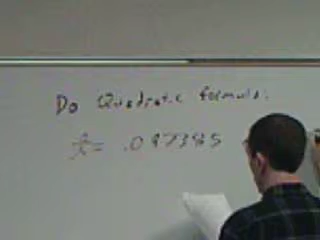 Do Quadratic formula.
= .097385